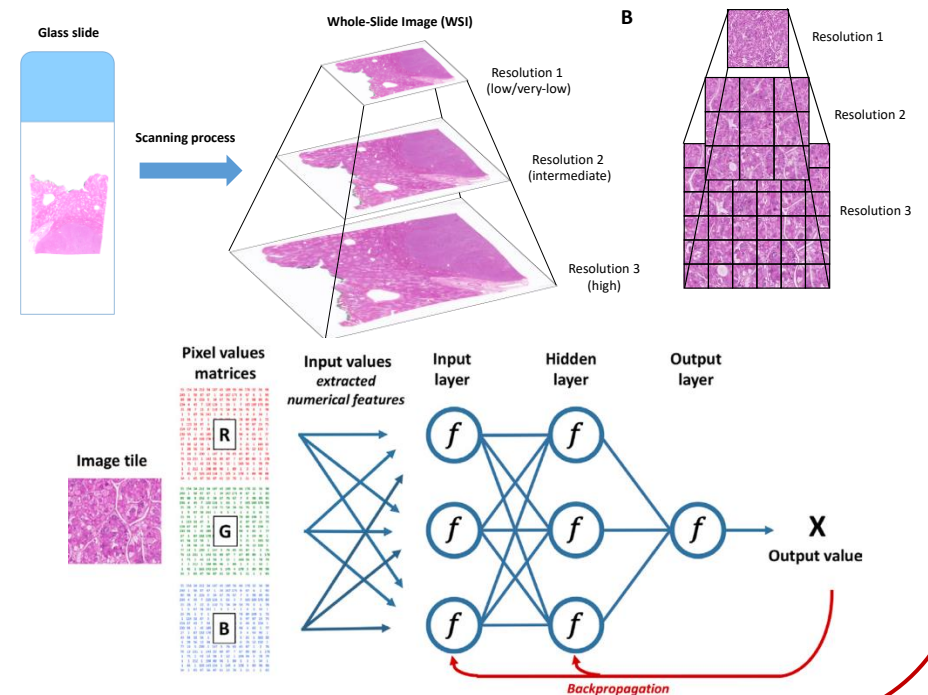 Glass slide
Whole-Slide Image (WSI)
B
Scanning process
Resolution 1
(low/very-low)
Resolution 2
(intermediate)
Resolution 3
(high)
Resolution 1
Resolution 2
Resolution 3
Pixel values
matrices
Input values
extracted
numerical features
Input
layer
Hidden
layer
Output
layer
Image tile
R
G
B
f
f
f
f
f
f
f
X
Output value
Backpropagation